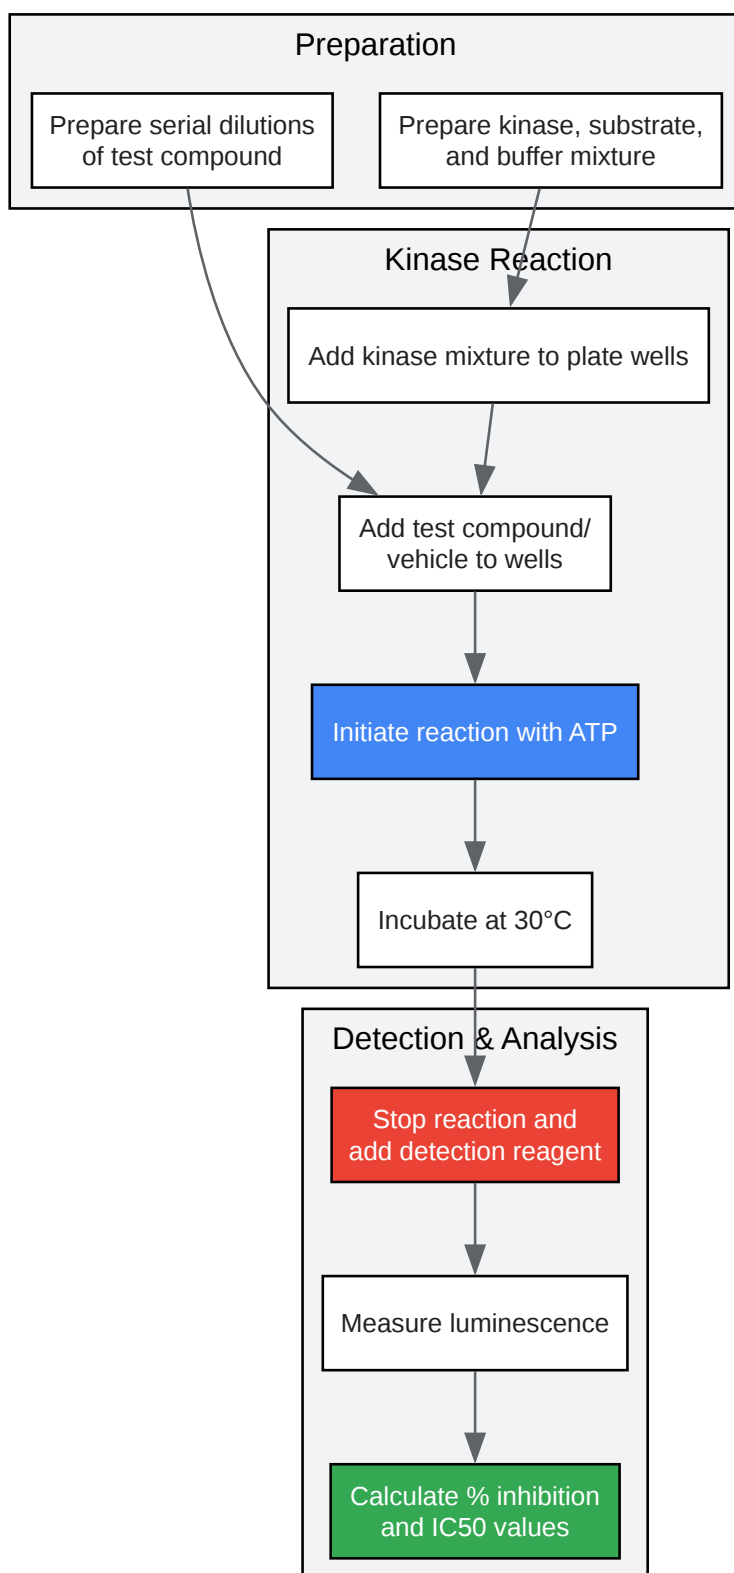 Preparation
Prepare serial dilutions
of test compound
Prepare kinase, substrate,
and buffer mixture
Kinase Reaction
Add kinase mixture to plate wells
Add test compound/
vehicle to wells
Initiate reaction with ATP
Incubate at 30°C
Detection & Analysis
Stop reaction and
add detection reagent
Measure luminescence
Calculate % inhibition
and IC50 values